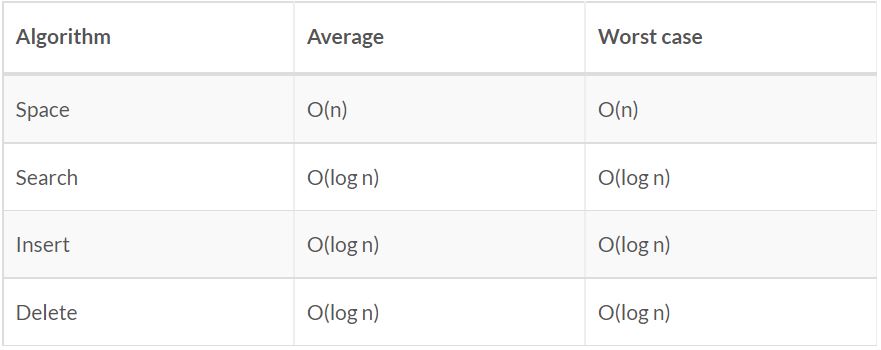 Algorithm Average Worst case
Space O(n) O(n)
Search O(log n) O(log n)
Insert O(log n) O(log n)
Delete O(log n) O(log n)